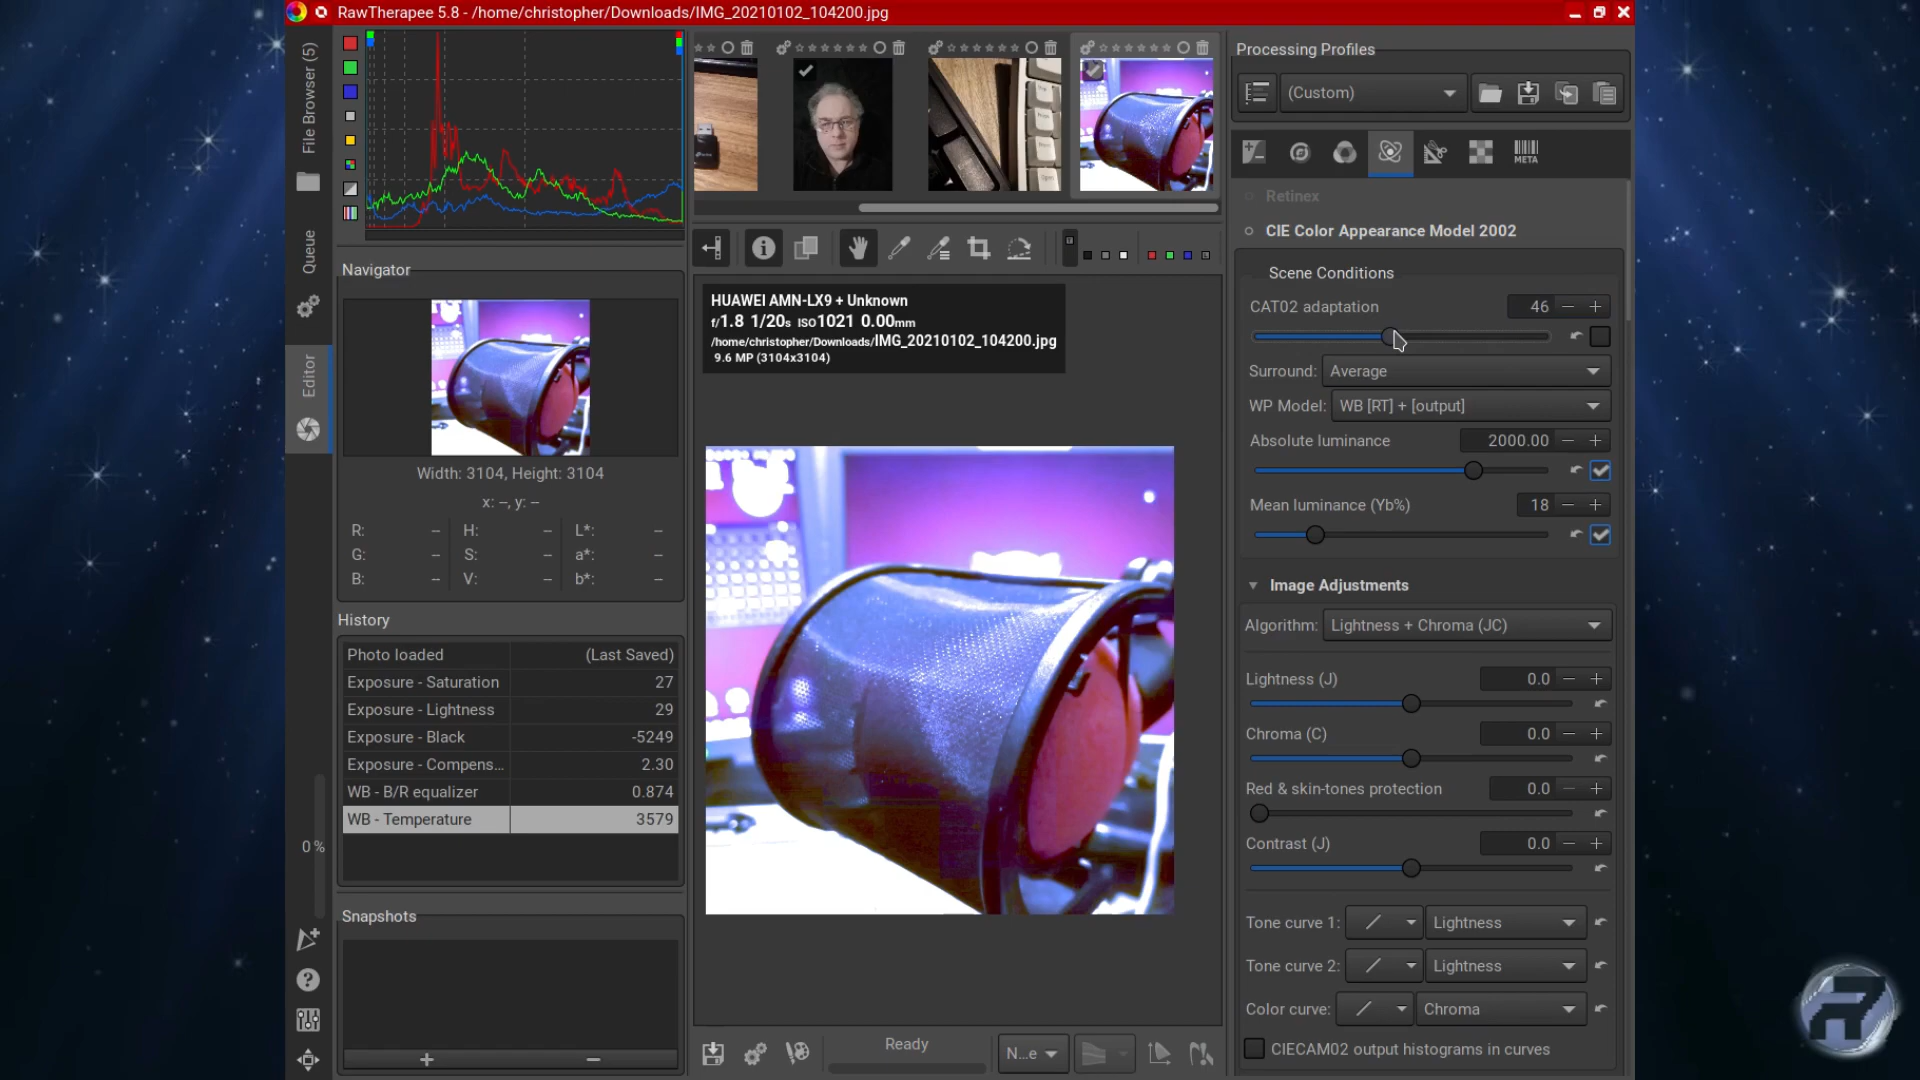 RawTherapee 5.8 - /home/christopher/Downloads/IMG_20210102_104200.jpg
File Browser (5)
Queue
Editor
0 %
Navigator
Width: 3104, Height: 3104
x: --, y: --
R: -- H: -- L*: --
G: -- S: -- a*: --
B: -- V: -- b*: --
History
Photo loaded (Last Saved)
Exposure - Saturation 27
Exposure - Lightness 29
Exposure - Black -5249
Exposure - Compens... 2.30
WB - B/R equalizer 0.874
WB - Temperature 3579
Snapshots
HUAWEI AMN-LX9 + Unknown
f/1.8 1/20s ISO1021 0.00mm
/home/christopher/Downloads/IMG_20210102_104200.jpg
9.6 MP (3104x3104)
Ready
N...e
Processing Profiles
(Custom)
META
Retinex
CIE Color Appearance Model 2002
Scene Conditions
CAT02 adaptation 46
Surround: Average
WP Model: WB [RT] + [output]
Absolute luminance 2000.00
Mean luminance (Yb%) 18
Image Adjustments
Algorithm: Lightness + Chroma (JC)
Lightness (J) 0.0
Chroma (C) 0.0
Red & skin-tones protection 0.0
Contrast (J) 0.0
Tone curve 1: Lightness
Tone curve 2: Lightness
Color curve: Chroma
CIECAM02 output histograms in curves